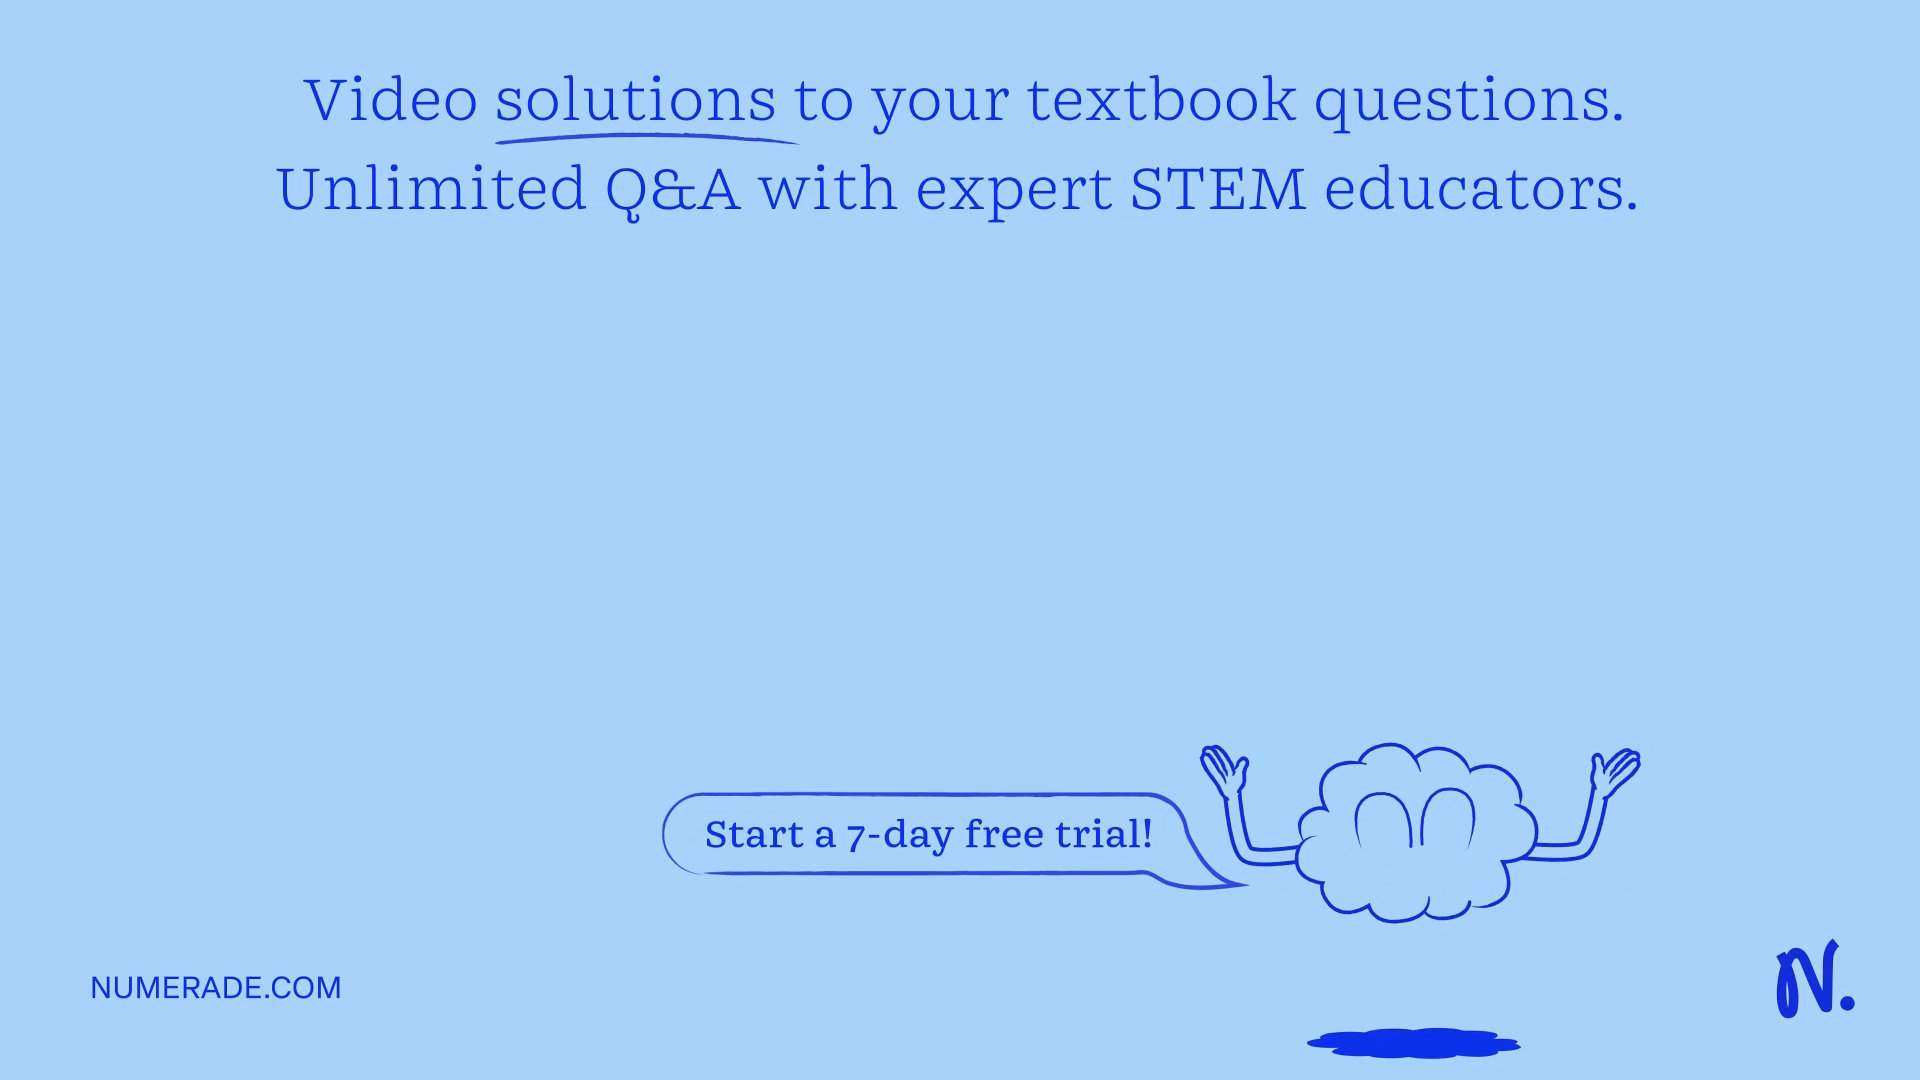 Video solutions to your textbook questions.
Unlimited Q&A with expert STEM educators.
Start a 7-day free trial!
NUMERADE.COM
N.